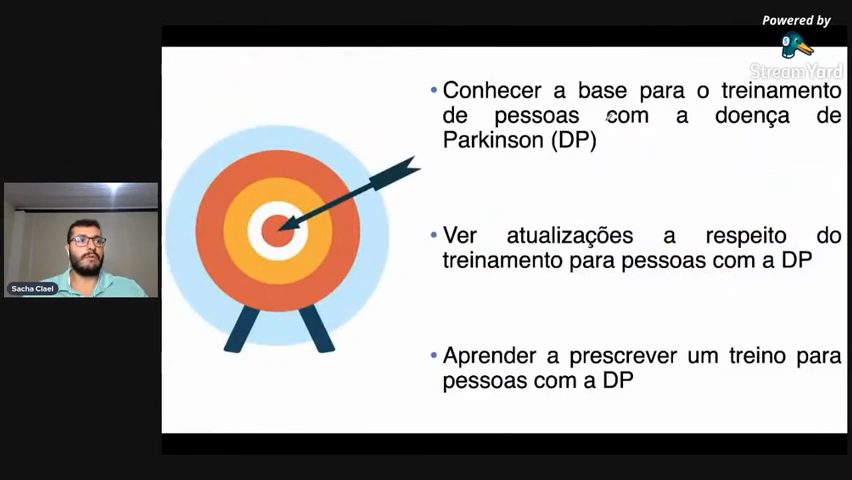 Powered by
StreamYard
• Conhecer a base para o treinamento
de pessoas com a doença de
Parkinson (DP)
• Ver atualizações a respeito do
treinamento para pessoas com a DP
• Aprender a prescrever um treino para
pessoas com a DP
Sacha Clael